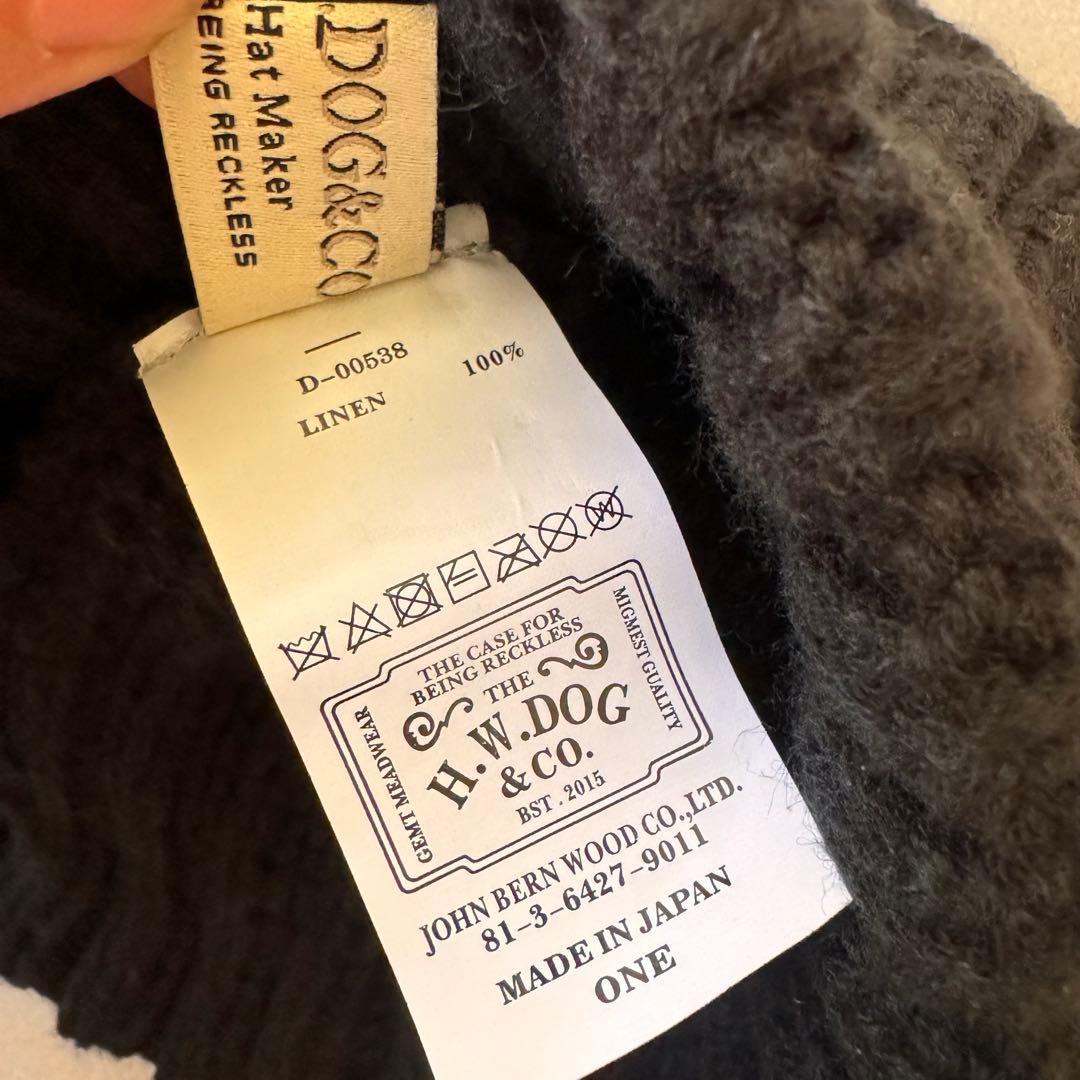 DOG&CO
Hat Maker
BEING RECKLESS
D-00538
LINEN 100%
W
THE CASE FOR
BEING RECKLESS
THE
H.W.DOG
&CO.
BST . 2015
GEMT MEADWEAR
MIGMEST GUALITY
JOHN BERN WOOD CO.,LTD.
81-3-6427-9011
MADE IN JAPAN
ONE